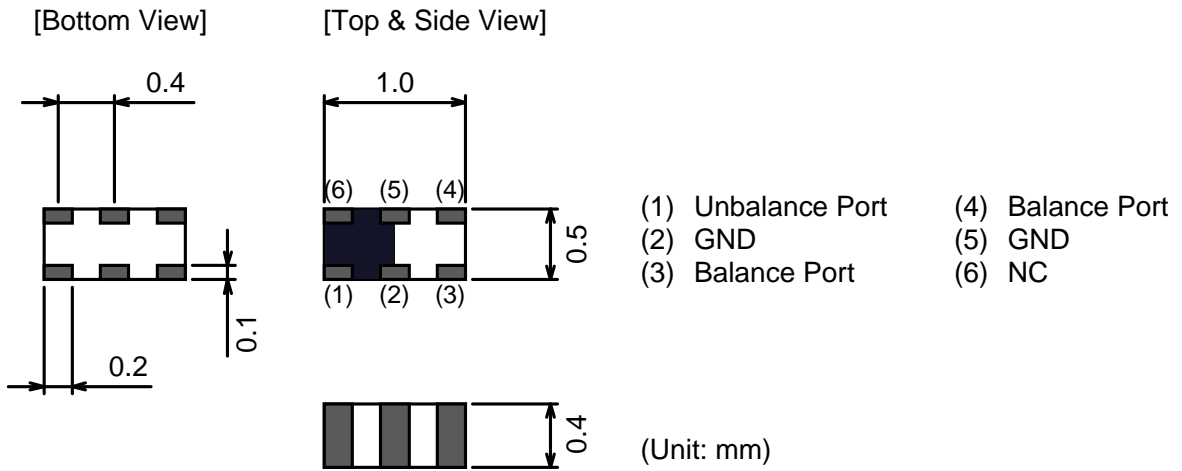 [Bottom View]
[Top & Side View]
0.4
1.0
(6) (5) (4)
0.5
(1) (2) (3)
0.1
0.2
(1) Unbalance Port
(2) GND
(3) Balance Port
(4) Balance Port
(5) GND
(6) NC
0.4
(Unit: mm)